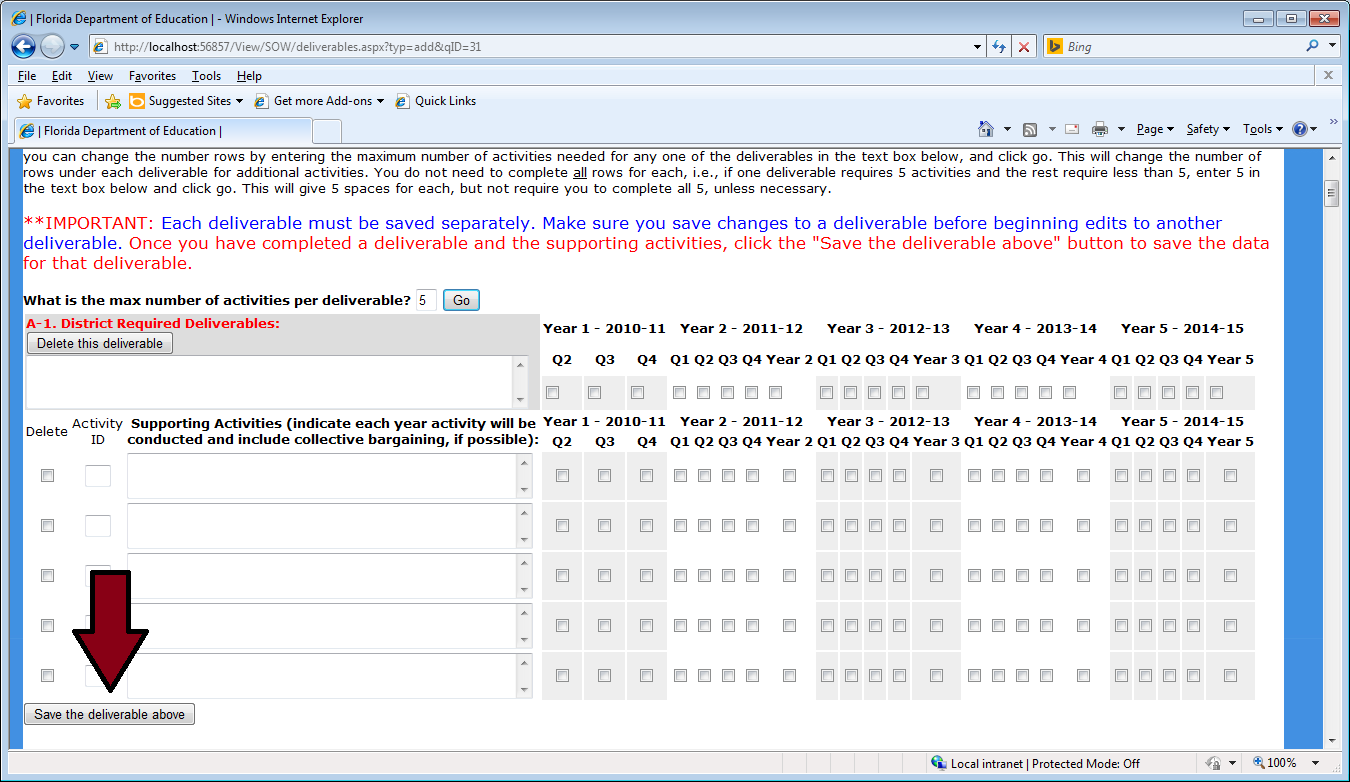 | Florida Department of Education | - Windows Internet Explorer
http://localhost:56857/View/SOW/deliverables.aspx?typ=add&qID=31
Bing
File Edit View Favorites Tools Help
Favorites Suggested Sites Get more Add-ons Quick Links
| Florida Department of Education |
Page Safety Tools
you can change the number rows by entering the maximum number of activities needed for any one of the deliverables in the text box below, and click go. This will change the number of
rows under each deliverable for additional activities. You do not need to complete all rows for each, i.e., if one deliverable requires 5 activities and the rest require less than 5, enter 5 in
the text box below and click go. This will give 5 spaces for each, but not require you to complete all 5, unless necessary.
**IMPORTANT: Each deliverable must be saved separately. Make sure you save changes to a deliverable before beginning edits to another
deliverable. Once you have completed a deliverable and the supporting activities, click the "Save the deliverable above" button to save the data
for that deliverable.
What is the max number of activities per deliverable? 5 Go
A-1. District Required Deliverables:
Delete this deliverable
Year 1 - 2010-11 Year 2 - 2011-12 Year 3 - 2012-13 Year 4 - 2013-14 Year 5 - 2014-15
Q2 Q3 Q4 Q1 Q2 Q3 Q4 Year 2 Q1 Q2 Q3 Q4 Year 3 Q1 Q2 Q3 Q4 Year 4 Q1 Q2 Q3 Q4 Year 5
Delete
Activity
ID
Supporting Activities (indicate each year activity will be
conducted and include collective bargaining, if possible):
Year 1 - 2010-11 Year 2 - 2011-12 Year 3 - 2012-13 Year 4 - 2013-14 Year 5 - 2014-15
Q2 Q3 Q4 Q1 Q2 Q3 Q4 Year 2 Q1 Q2 Q3 Q4 Year 3 Q1 Q2 Q3 Q4 Year 4 Q1 Q2 Q3 Q4 Year 5
Save the deliverable above
Local intranet | Protected Mode: Off
100%